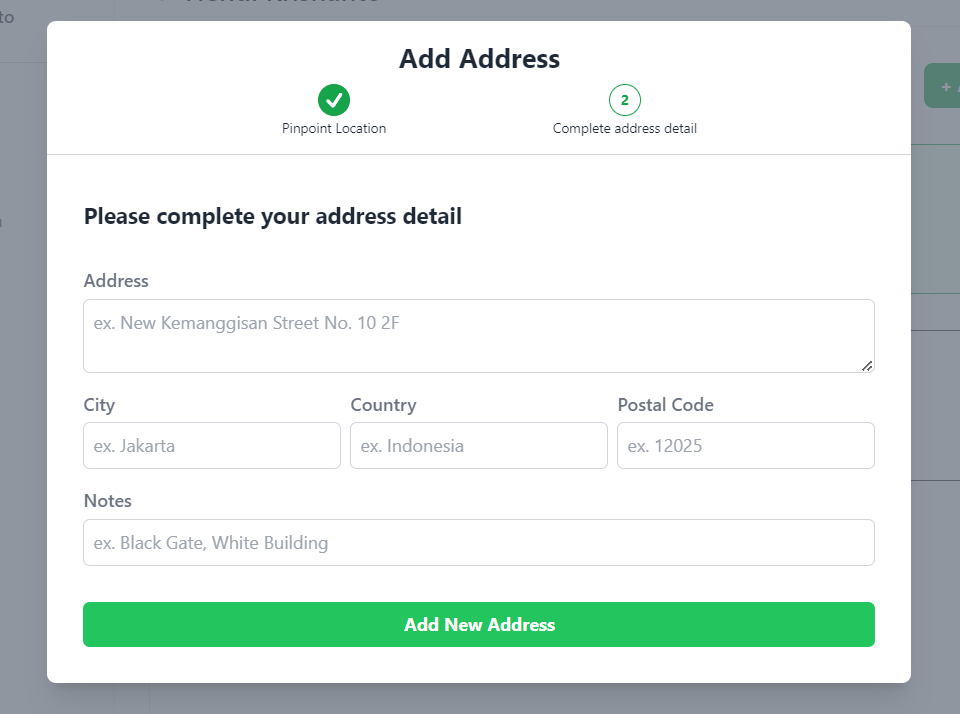 to
Add Address
2
Pinpoint Location
Complete address detail
+
Please complete your address detail
Address
ex. New Kemanggisan Street No. 10 2F
City
Country
Postal Code
ex. Jakarta
ex. Indonesia
ex. 12025
Notes
ex. Black Gate, White Building
Add New Address